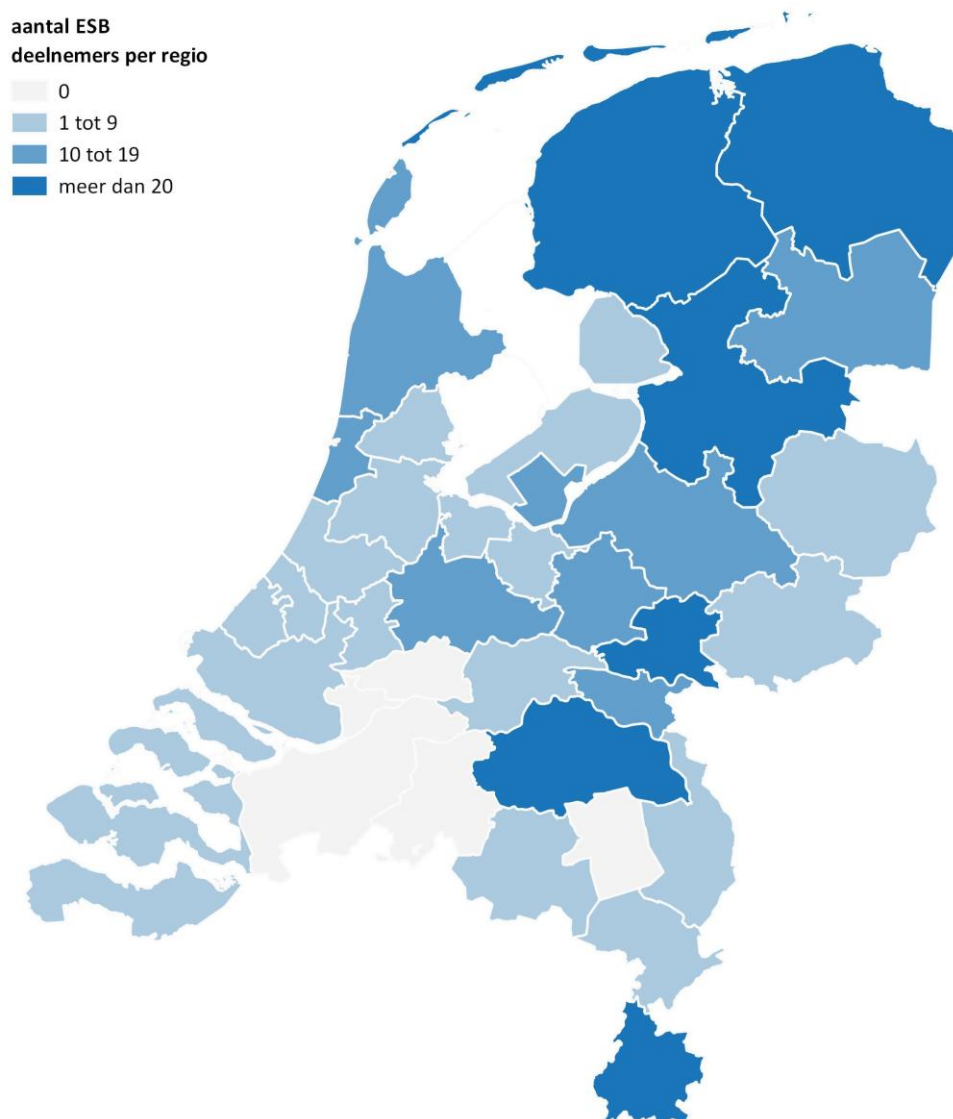 aantal ESB
deelnemers per regio
0
1 tot 9
10 tot 19
meer dan 20